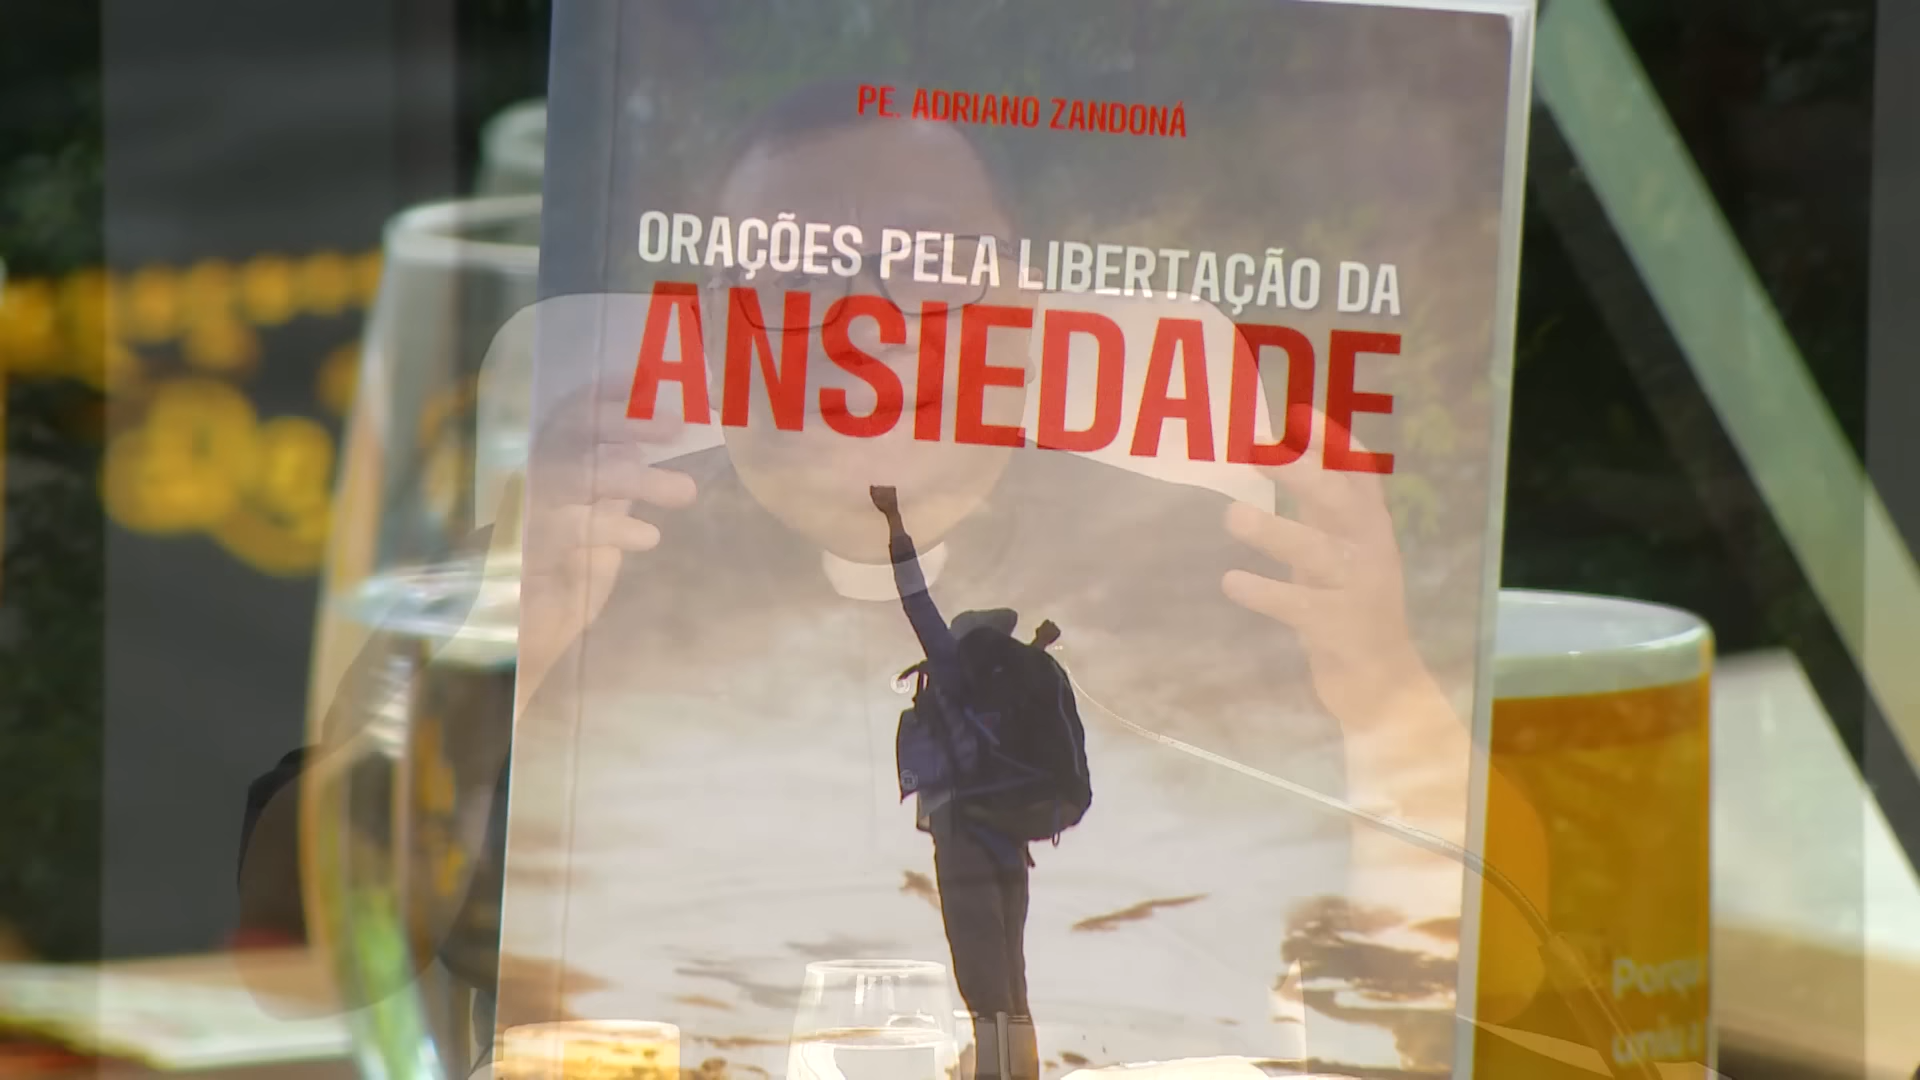 PE. ADRIANO ZANDONÁ
ORAÇÕES PELA LIBERTAÇÃO DA
ANSIEDADE